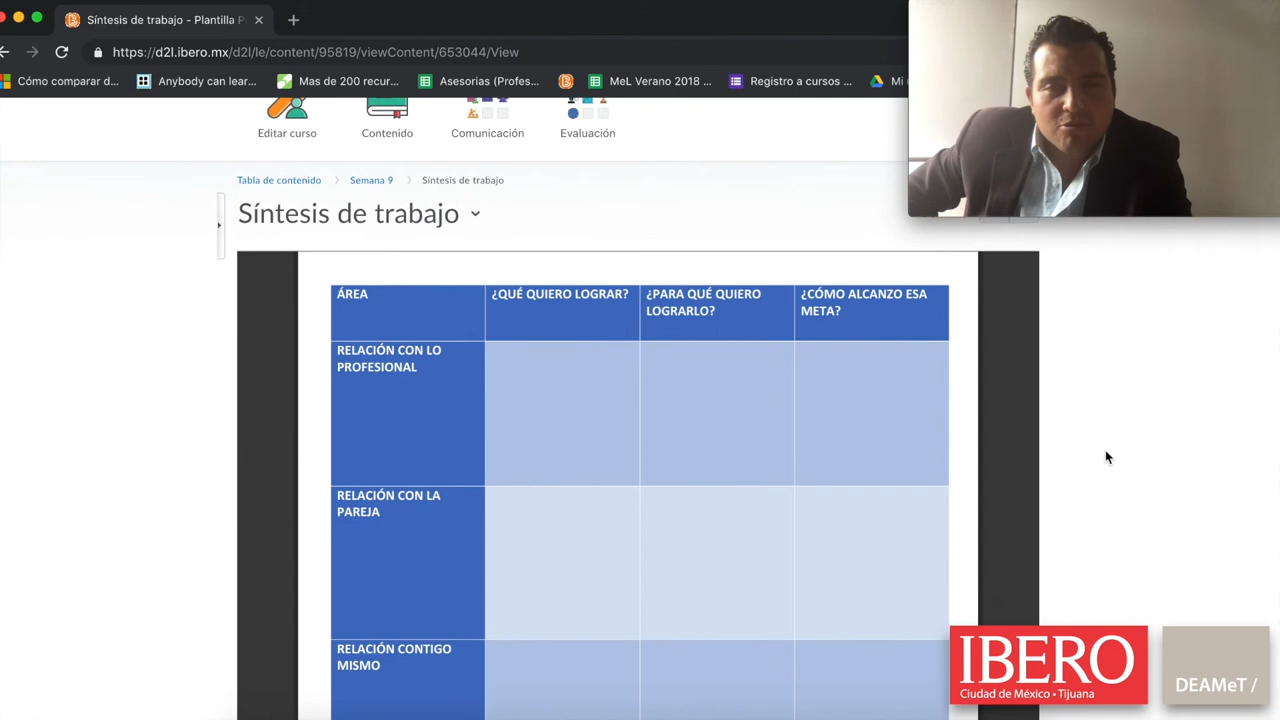 Síntesis de trabajo - Plantilla P
https://d2l.ibero.mx/d2l/le/content/95819/viewContent/653044/View
Cómo comparar d...
Anybody can lear...
Mas de 200 recur...
Asesorias (Profes...
MeL Verano 2018 ...
Registro a cursos ...
Mi u
Editar curso
Contenido
Comunicación
Evaluación
Tabla de contenido
Semana 9
Síntesis de trabajo
Síntesis de trabajo
ÁREA
¿QUÉ QUIERO LOGRAR?
¿PARA QUÉ QUIERO
LOGRARLO?
¿CÓMO ALCANZO ESA
META?
RELACIÓN CON LO
PROFESIONAL
RELACIÓN CON LA
PAREJA
RELACIÓN CONTIGO
MISMO
IBERO
Ciudad de México • Tijuana
DEAMeT /